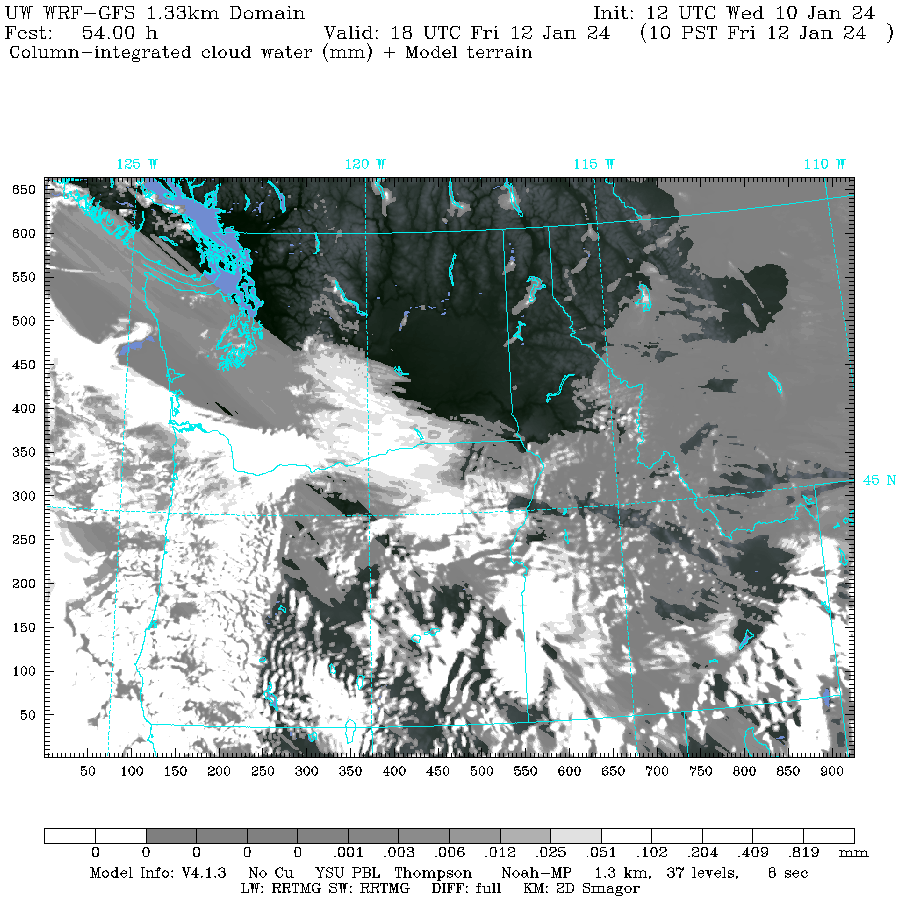 UW WRF-GFS 1.33km Domain Init: 12 UTC Wed 10 Jan 24
Fcst: 54.00 h Valid: 18 UTC Fri 12 Jan 24 (10 PST Fri 12 Jan 24 )
Column-integrated cloud water (mm) + Model terrain
125 W 120 W 115 W 110 W
650
600
550
500
450
400
350
45 N
300
250
200
150
100
50
50 100 150 200 250 300 350 400 450 500 550 600 650 700 750 800 850 900
0 0 0 0 .001 .003 .006 .012 .025 .051 .102 .204 .409 .819 mm
Model Info: V4.1.3 No Cu YSU PBL Thompson Noah-MP 1.3 km, 37 levels, 8 sec
LW: RRTMG SW: RRTMG DIFF: full KM: 2D Smagor